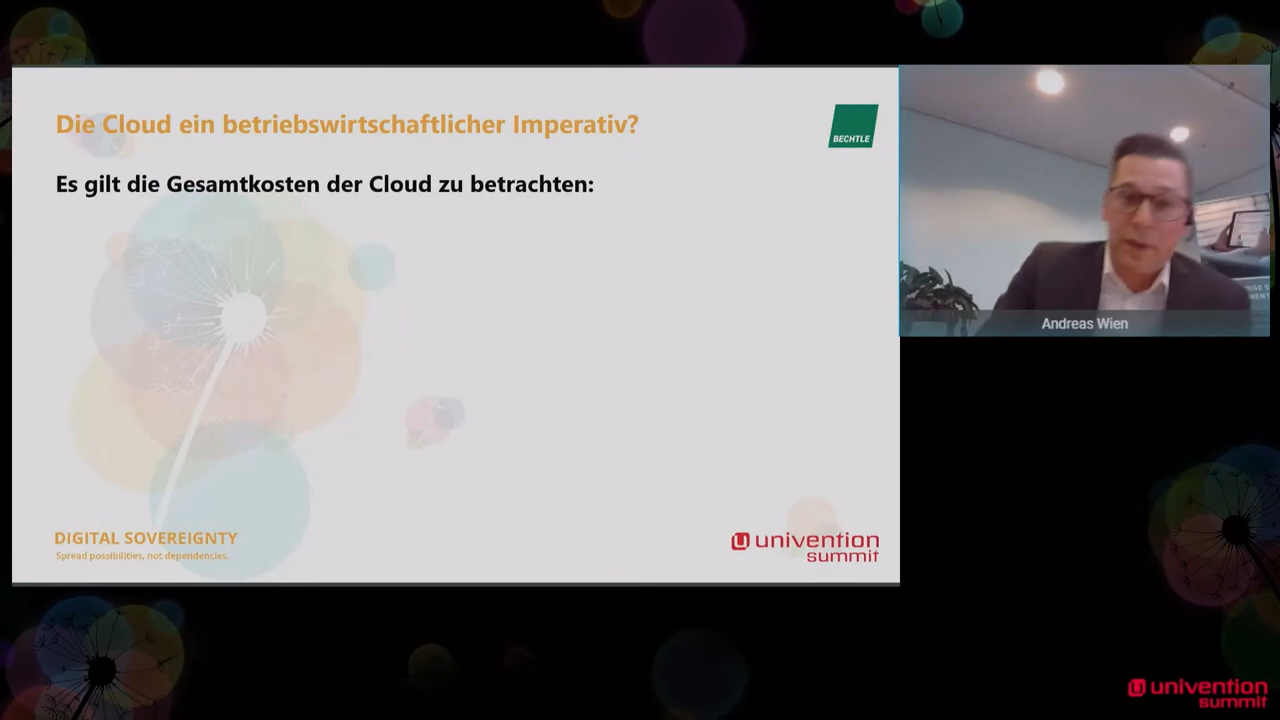 Die Cloud ein betriebswirtschaftlicher Imperativ?
BECHTLE
Es gilt die Gesamtkosten der Cloud zu betrachten:
Andreas Wien
DIGITAL SOVEREIGNTY
Spread possibilities, not dependencies.
univention
summit
univention
summit